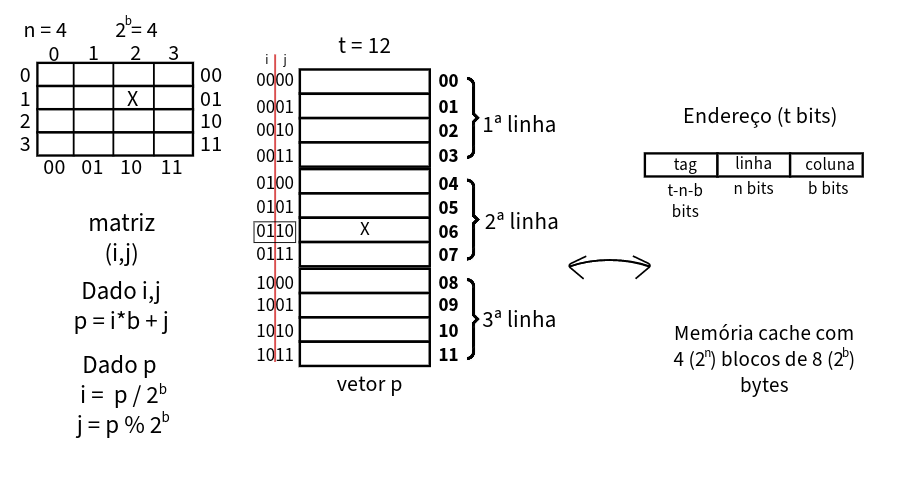 n = 4 2^b = 4
0 1 2 3
0 00
1 X 01
2 10
3 11
00 01 10 11
matriz
(i,j)
Dado i,j
p = i*b + j
Dado p
i = p / 2^b
j = p % 2^b
t = 12
i j
0000 00
0001 01
0010 02
0011 03
1ª linha
0100 04
0101 05
0110 X 06
0111 07
2ª linha
1000 08
1001 09
1010 10
1011 11
3ª linha
vetor p
Endereço (t bits)
tag linha coluna
t-n-b n bits b bits
bits
Memória cache com
4 (2^n) blocos de 8 (2^b)
bytes